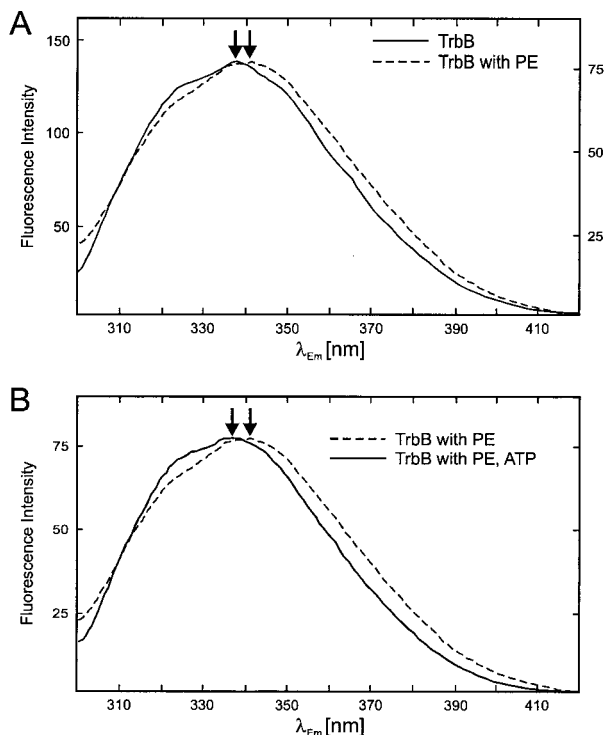 A
150
100
50
Fluorescence Intensity
75
50
25
TrbB
TrbB with PE
310 330 350 370 390 410
λEm [nm]
B
75
50
25
Fluorescence Intensity
TrbB with PE
TrbB with PE, ATP
310 330 350 370 390 410
λEm [nm]